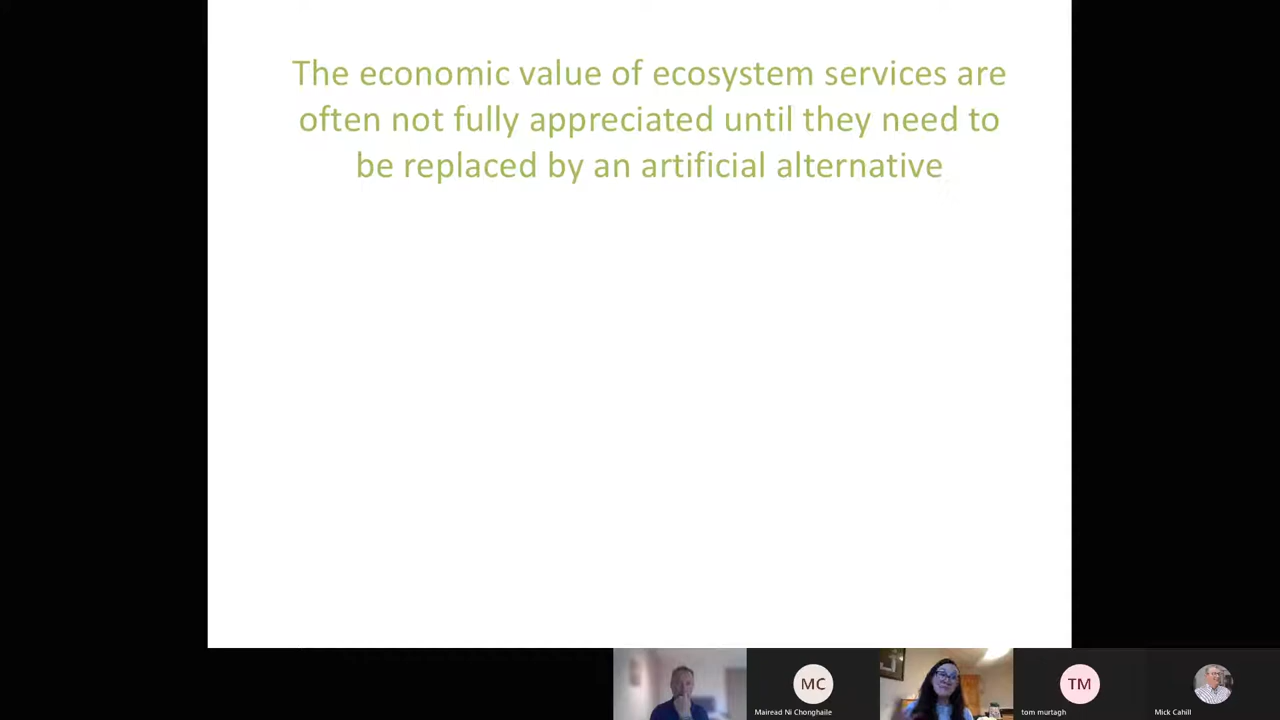 The economic value of ecosystem services are
often not fully appreciated until they need to
be replaced by an artificial alternative
MC
TM
Mairead Ni Chonghaile
tom murtagh
Mick Cahill